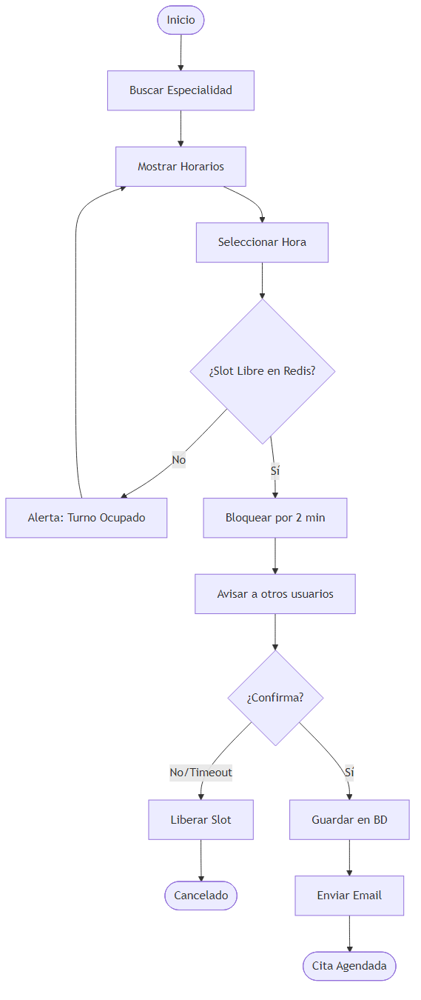 Inicio
Buscar Especialidad
Mostrar Horarios
Seleccionar Hora
¿Slot Libre en Redis?
No
Sí
Alerta: Turno Ocupado
Bloquear por 2 min
Avisar a otros usuarios
¿Confirma?
No/Timeout
Sí
Liberar Slot
Guardar en BD
Cancelado
Enviar Email
Cita Agendada